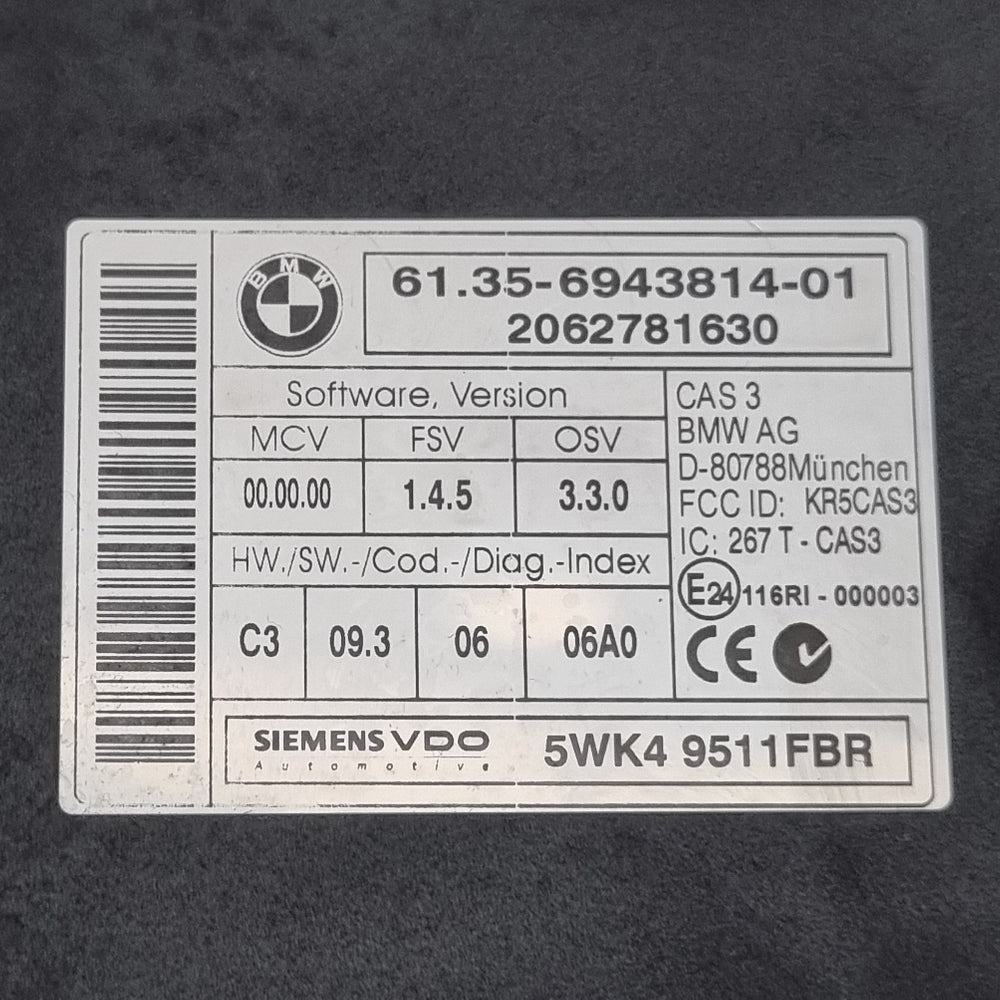 BMW
61.35-6943814-01
2062781630
Software, Version
MCV FSV OSV
00.00.00 1.4.5 3.3.0
HW./SW.-/Cod.-/Diag.-Index
C3 09.3 06 06A0
CAS 3
BMW AG
D-80788München
FCC ID: KR5CAS3
IC: 267 T - CAS3
E24 116RI - 000003
CE
SIEMENS VDO
Automotive
5WK4 9511FBR